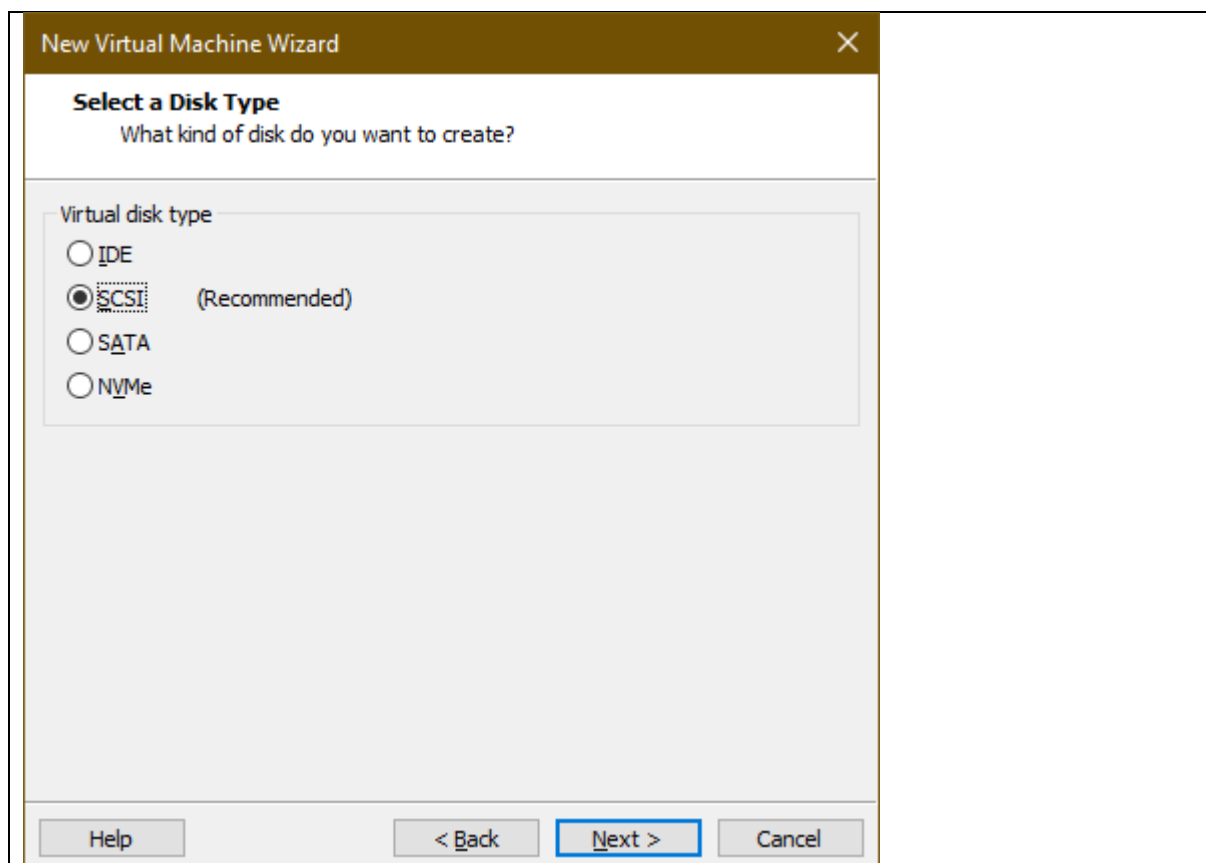 New Virtual Machine Wizard
Select a Disk Type
What kind of disk do you want to create?
Virtual disk type
IDE
SCSI (Recommended)
SATA
NVMe
Help < Back Next > Cancel